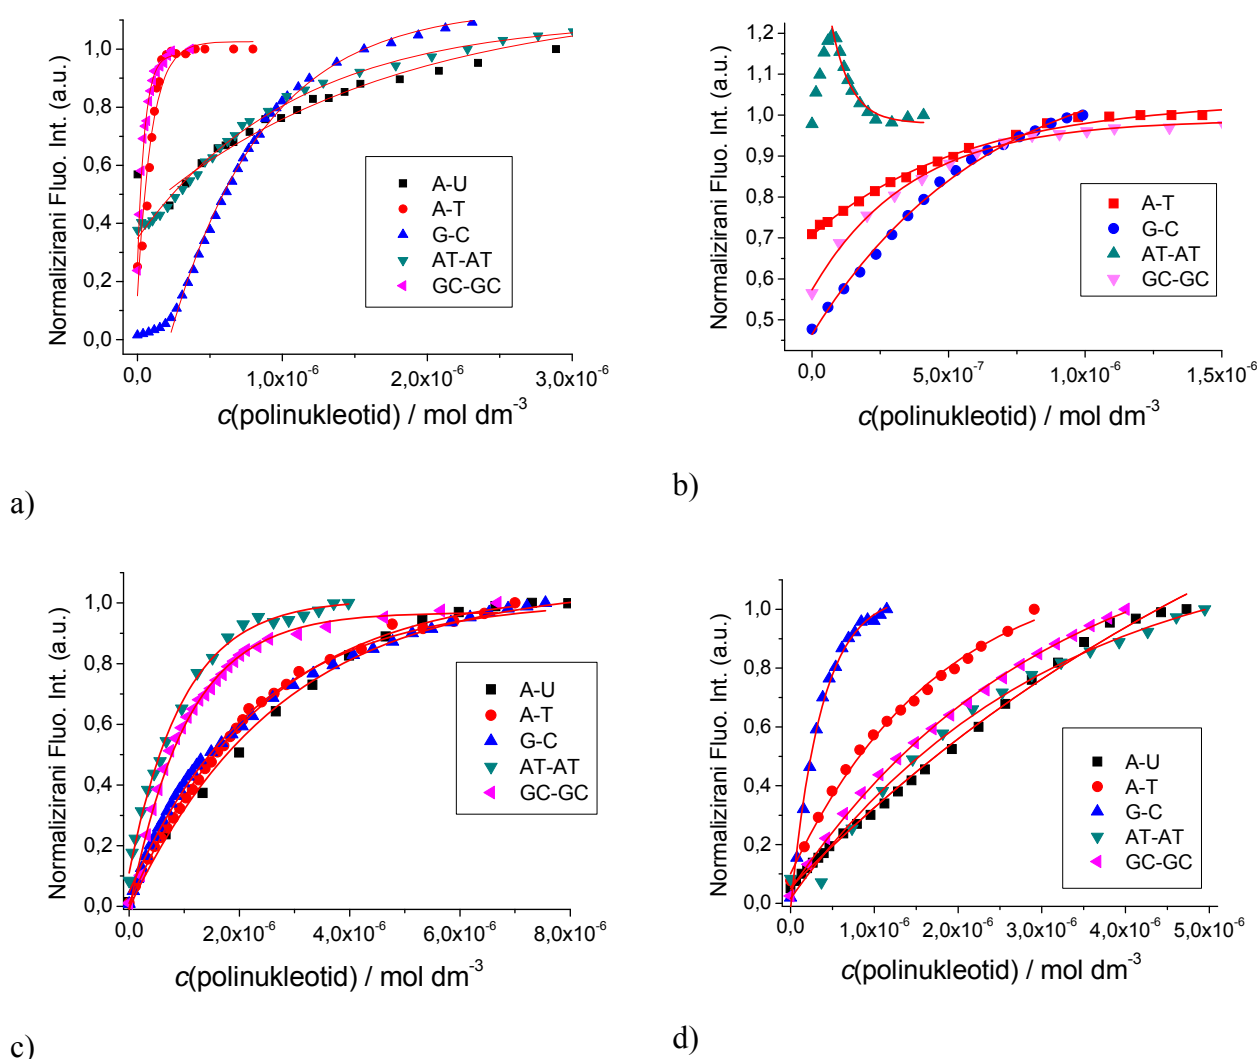 Normalizirani Fluo. Int. (a.u.)
1,0
0,8
0,6
0,4
0,2
0,0
A-U
A-T
G-C
AT-AT
GC-GC
0,0 1,0x10⁻⁶ 2,0x10⁻⁶ 3,0x10⁻⁶
c(polinukleotid) / mol dm⁻³
a)
Normalizirani Fluo. Int. (a.u.)
1,2
1,1
1,0
0,9
0,8
0,7
0,6
0,5
A-T
G-C
AT-AT
GC-GC
0,0 5,0x10⁻⁷ 1,0x10⁻⁶ 1,5x10⁻⁶
c(polinukleotid) / mol dm⁻³
b)
Normalizirani Fluo. Int. (a.u.)
1,0
0,8
0,6
0,4
0,2
0,0
A-U
A-T
G-C
AT-AT
GC-GC
0,0 2,0x10⁻⁶ 4,0x10⁻⁶ 6,0x10⁻⁶ 8,0x10⁻⁶
c(polinukleotid) / mol dm⁻³
c)
Normalizirani Fluo. Int. (a.u.)
1,0
0,8
0,6
0,4
0,2
0,0
A-U
A-T
G-C
AT-AT
GC-GC
0,0 1,0x10⁻⁶ 2,0x10⁻⁶ 3,0x10⁻⁶ 4,0x10⁻⁶ 5,0x10⁻⁶
c(polinukleotid) / mol dm⁻³
d)